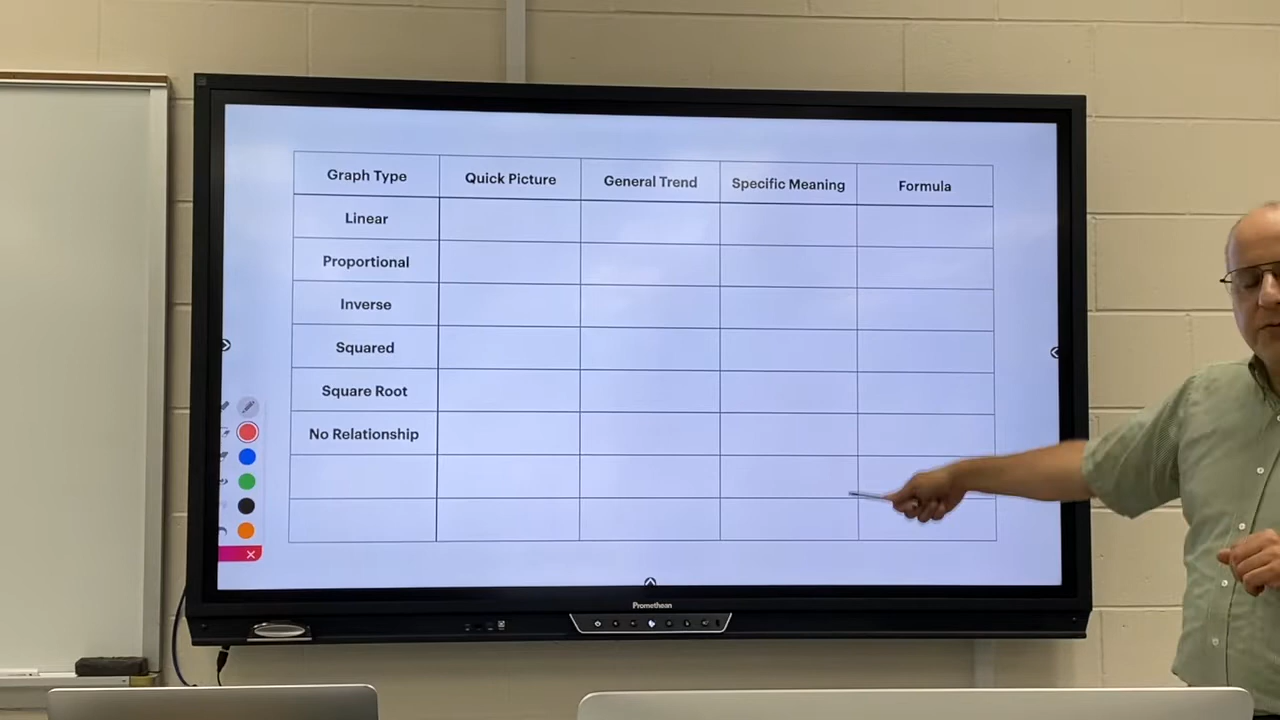 Graph Type Quick Picture General Trend Specific Meaning Formula
Linear
Proportional
Inverse
Squared
Square Root
No Relationship
Promethean